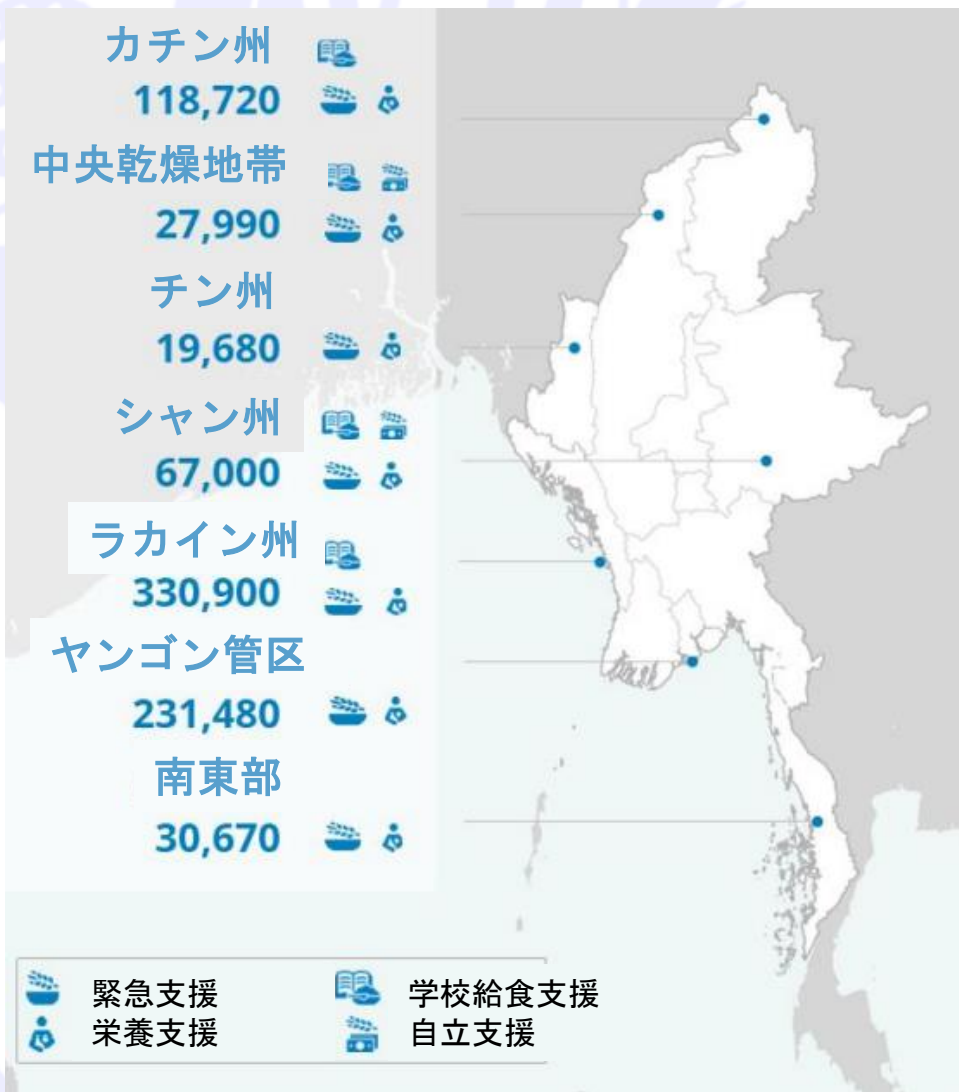 カチン州
118,720
中央乾燥地帯
27,990
チン州
19,680
シャン州
67,000
ラカイン州
330,900
ヤンゴン管区
231,480
南東部
30,670
緊急支援 学校給食支援
栄養支援 自立支援